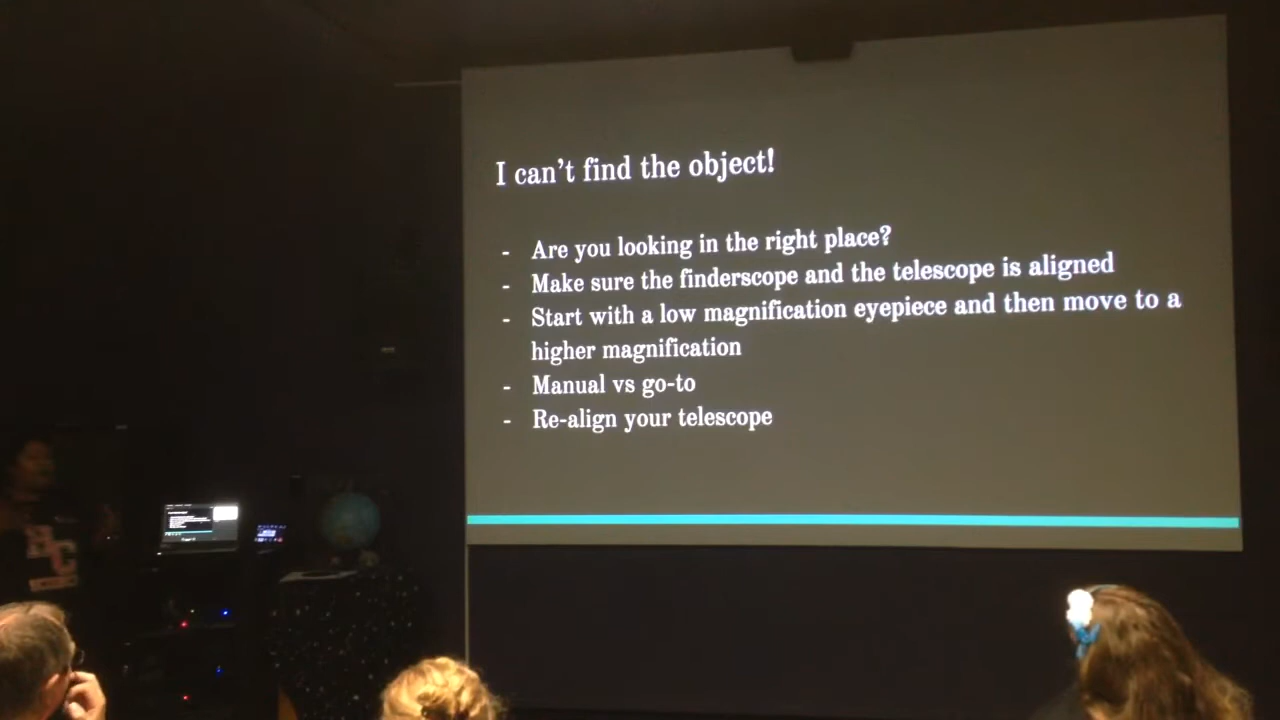 I can't find the object!
- Are you looking in the right place?
- Make sure the finderscope and the telescope is aligned
- Start with a low magnification eyepiece and then move to a
higher magnification
- Manual vs go-to
- Re-align your telescope